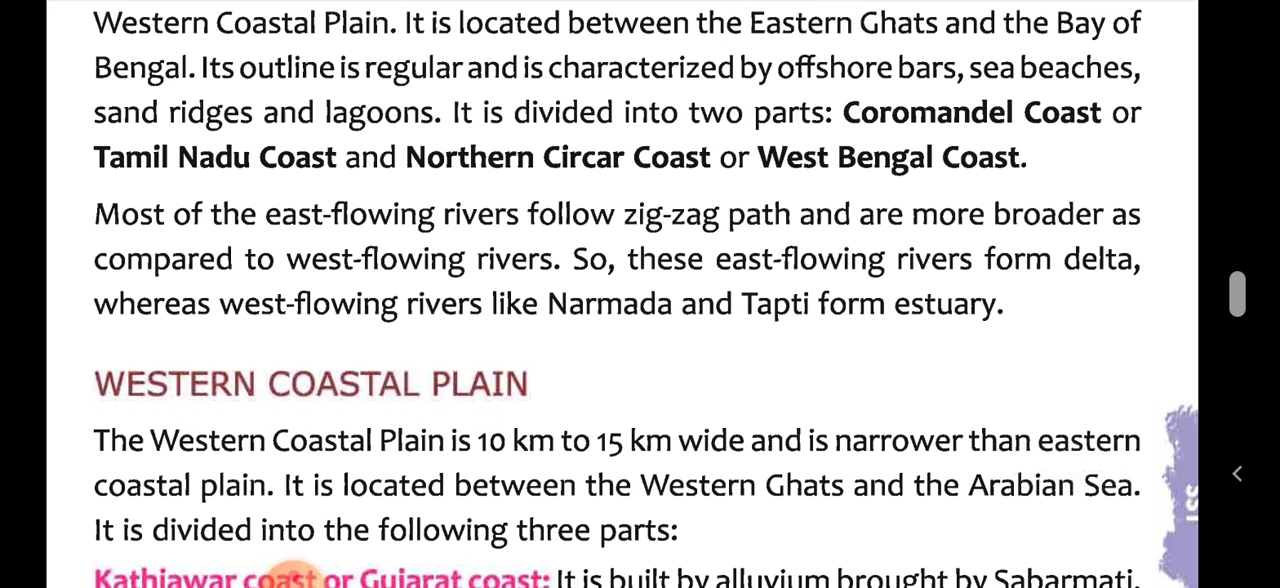 Western Coastal Plain. It is located between the Eastern Ghats and the Bay of
Bengal. Its outline is regular and is characterized by offshore bars, sea beaches,
sand ridges and lagoons. It is divided into two parts: Coromandel Coast or
Tamil Nadu Coast and Northern Circar Coast or West Bengal Coast.
Most of the east-flowing rivers follow zig-zag path and are more broader as
compared to west-flowing rivers. So, these east-flowing rivers form delta,
whereas west-flowing rivers like Narmada and Tapti form estuary.
WESTERN COASTAL PLAIN
The Western Coastal Plain is 10 km to 15 km wide and is narrower than eastern
coastal plain. It is located between the Western Ghats and the Arabian Sea.
It is divided into the following three parts:
Kathiawar coast or Gujarat coast: It is built by alluvium brought by Sabarmati,